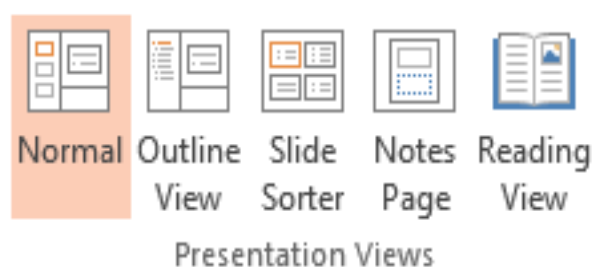 Normal Outline Slide Notes Reading
View Sorter Page View
Presentation Views